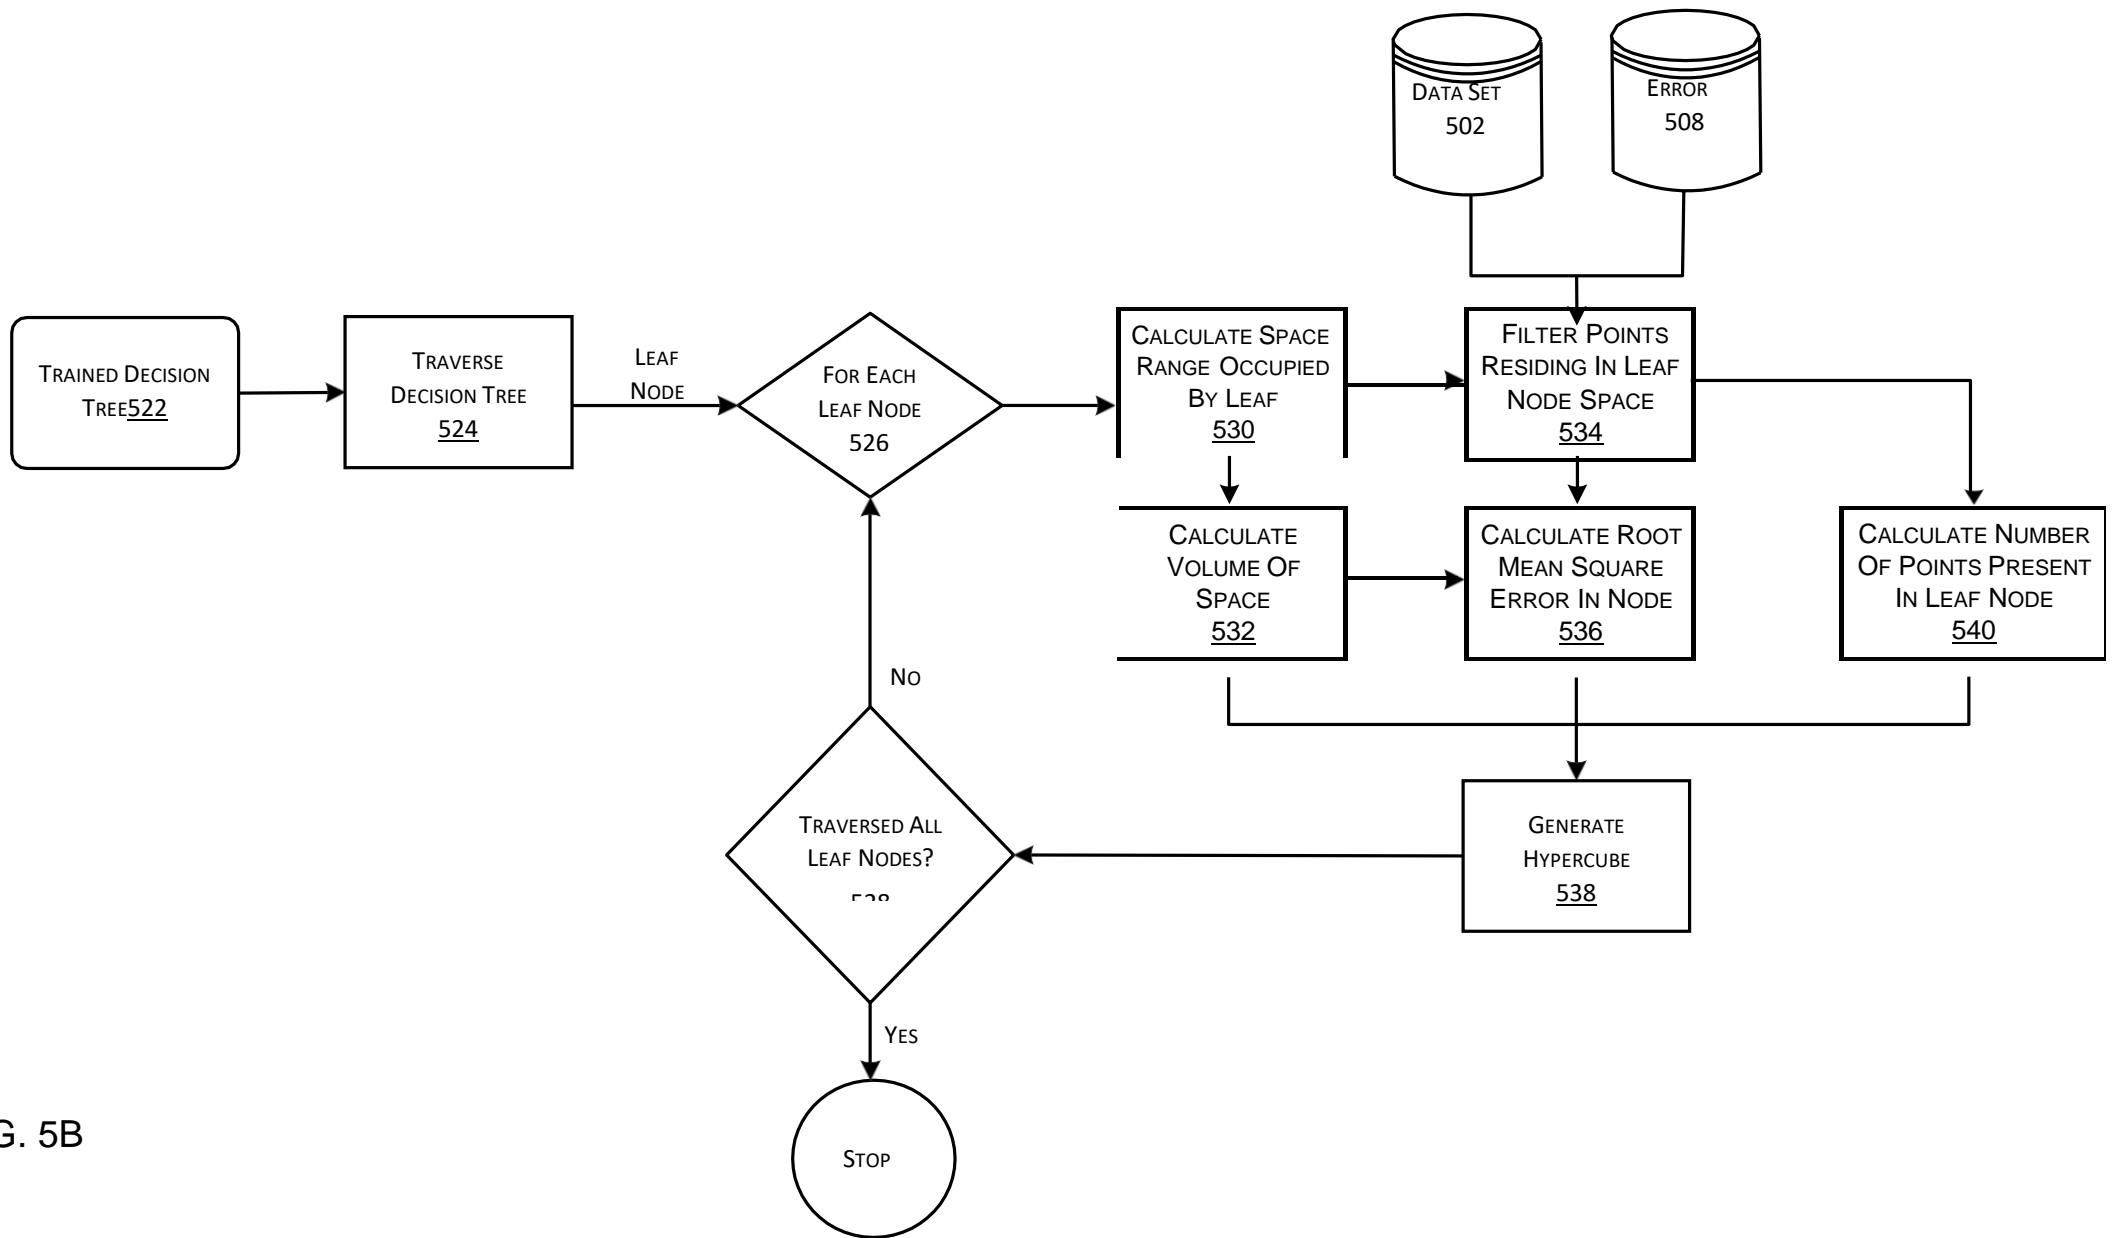 DATA SET
502
ERROR
508
TRAINED DECISION
TREE522
TRAVERSE
DECISION TREE
524
LEAF
NODE
FOR EACH
LEAF NODE
526
CALCULATE SPACE
RANGE OCCUPIED
BY LEAF
530
FILTER POINTS
RESIDING IN LEAF
NODE SPACE
534
CALCULATE
VOLUME OF
SPACE
532
CALCULATE ROOT
MEAN SQUARE
ERROR IN NODE
536
CALCULATE NUMBER
OF POINTS PRESENT
IN LEAF NODE
540
NO
TRAVERSED ALL
LEAF NODES?
GENERATE
HYPERCUBE
538
YES
STOP
G. 5B